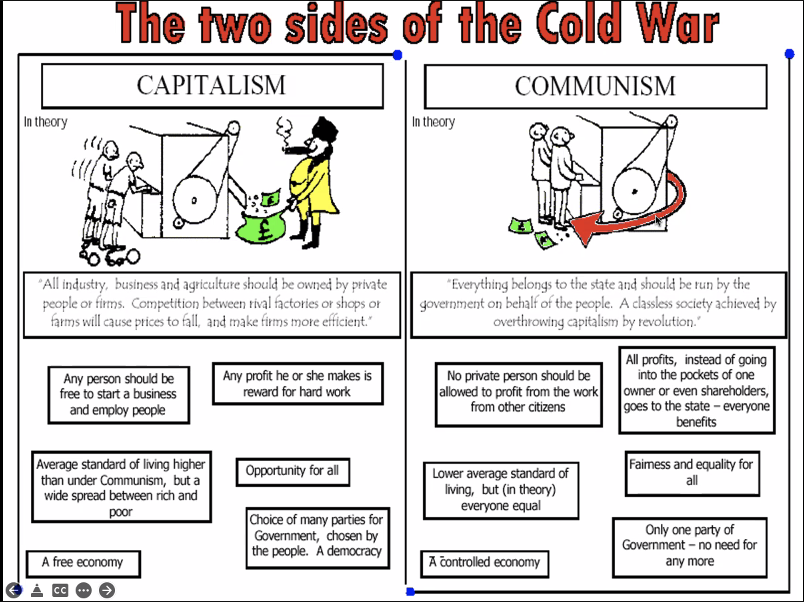 The two sides of the Cold War
CAPITALISM
In theory
£
£
"All industry, business and agriculture should be owned by private
people or firms. Competition between rival factories or shops or
farms will cause prices to fall, and make firms more efficient."
Any person should be
free to start a business
and employ people
Any profit he or she makes is
reward for hard work
Average standard of living higher
than under Communism, but a
wide spread between rich and
poor
Opportunity for all
Choice of many parties for
Government, chosen by
the people. A democracy
A free economy
COMMUNISM
In theory
"Everything belongs to the state and should be run by the
government on behalf of the people. A classless society achieved by
overthrowing capitalism by revolution."
No private person should be
allowed to profit from the work
from other citizens
All profits, instead of going
into the pockets of one
owner or even shareholders,
goes to the state – everyone
benefits
Lower average standard of
living, but (in theory)
everyone equal
Fairness and equality for
all
Only one party of
Government – no need for
any more
A controlled economy
CC